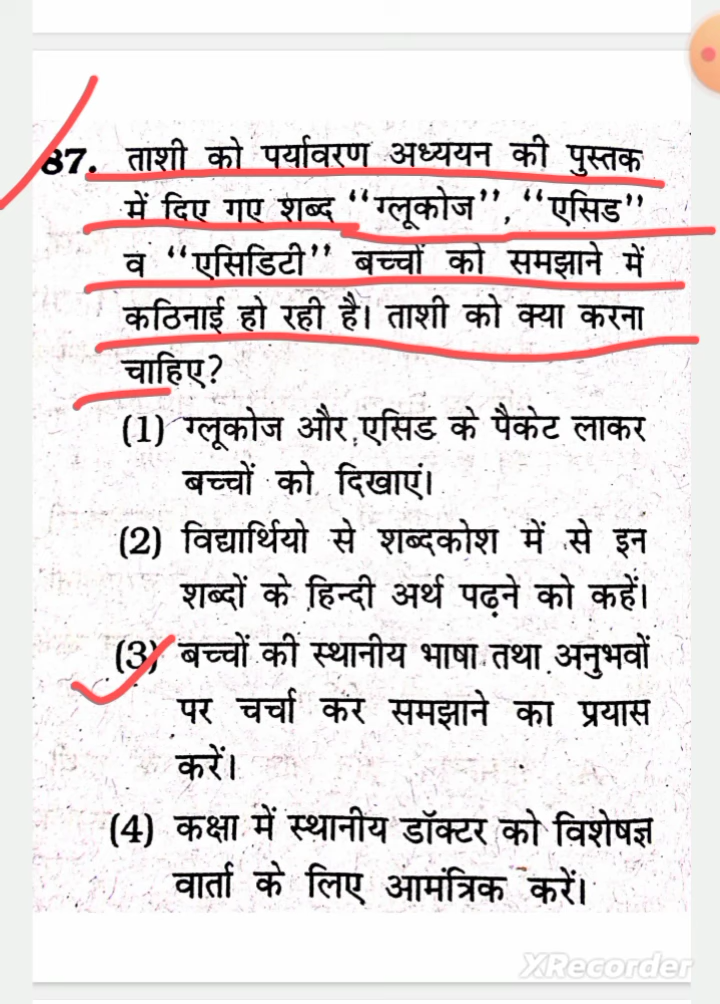 87. ताशी को पर्यावरण अध्ययन की पुस्तक
में दिए गए शब्द “ग्लूकोज”, “एसिड”
व “एसिडिटी” बच्चों को समझाने में
कठिनाई हो रही है। ताशी को क्या करना
चाहिए?
(1) ग्लूकोज और एसिड के पैकेट लाकर
बच्चों को दिखाएं।
(2) विद्यार्थियो से शब्दकोश में से इन
शब्दों के हिन्दी अर्थ पढ़ने को कहें।
(3) बच्चों की स्थानीय भाषा तथा अनुभवों
पर चर्चा कर समझाने का प्रयास
करें।
(4) कक्षा में स्थानीय डॉक्टर को विशेषज्ञ
वार्ता के लिए आमंत्रिक करें।
XRecorder